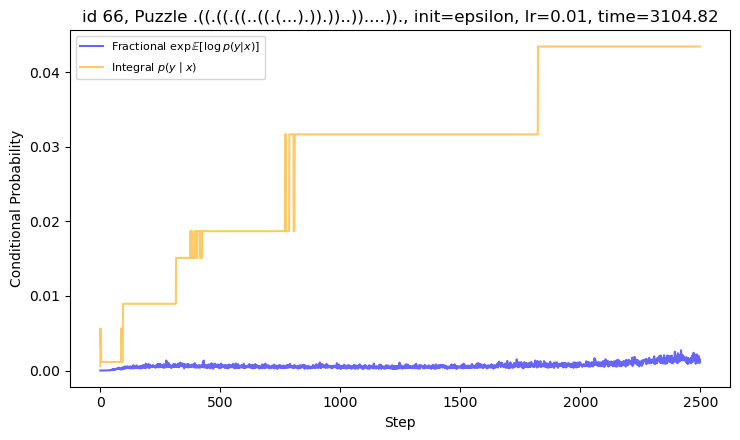 id 66, Puzzle .((.((.((..((.(.(...).)).)).))..))....))., init=epsilon, lr=0.01, time=3104.82
Fractional exp𝔼[log p(y|x)]
Integral p(y | x)
Conditional Probability
0.04
0.03
0.02
0.01
0.00
0
500
1000
1500
2000
2500
Step